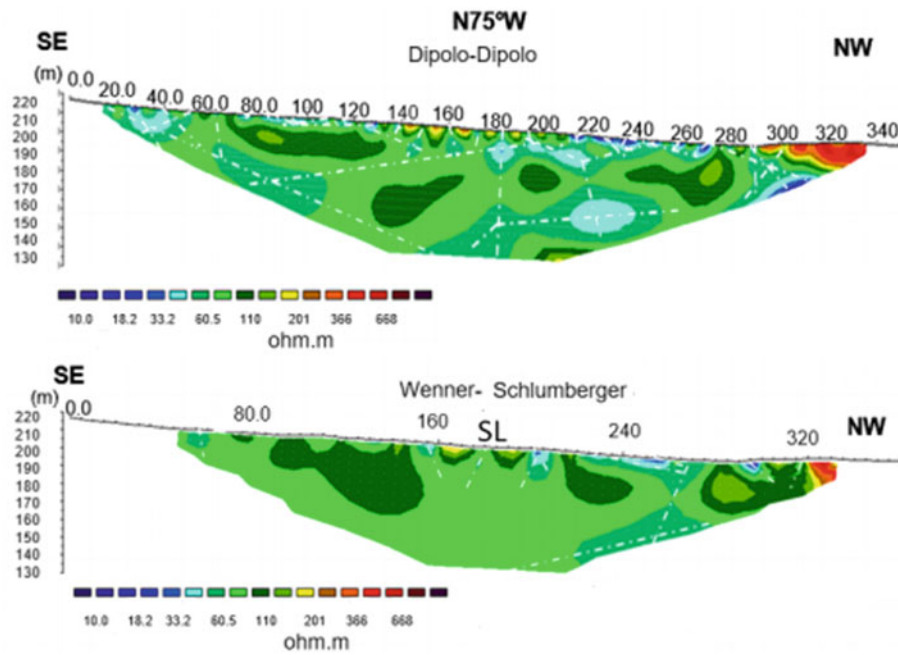 N75ºW
SE
Dipolo-Dipolo
NW
(m)
0.0 20.0 40.0 60.0 80.0 100 120 140 160 180 200 220 240 260 280 300 320 340
220
210
200
190
180
170
160
150
140
130
10.0 18.2 33.2 60.5 110 201 366 668
ohm.m
SE
Wenner- Schlumberger
(m)
0.0 80.0 160 SL 240 320 NW
220
210
200
190
180
170
160
150
140
130
10.0 18.2 33.2 60.5 110 201 366 668
ohm.m